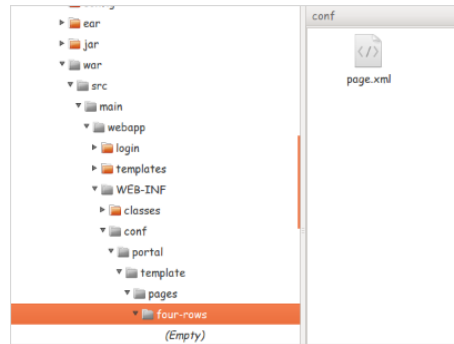 conf
ear
jar
war
src
main
webapp
login
templates
WEB-INF
classes
conf
portal
template
pages
four-rows
(Empty)
page.xml